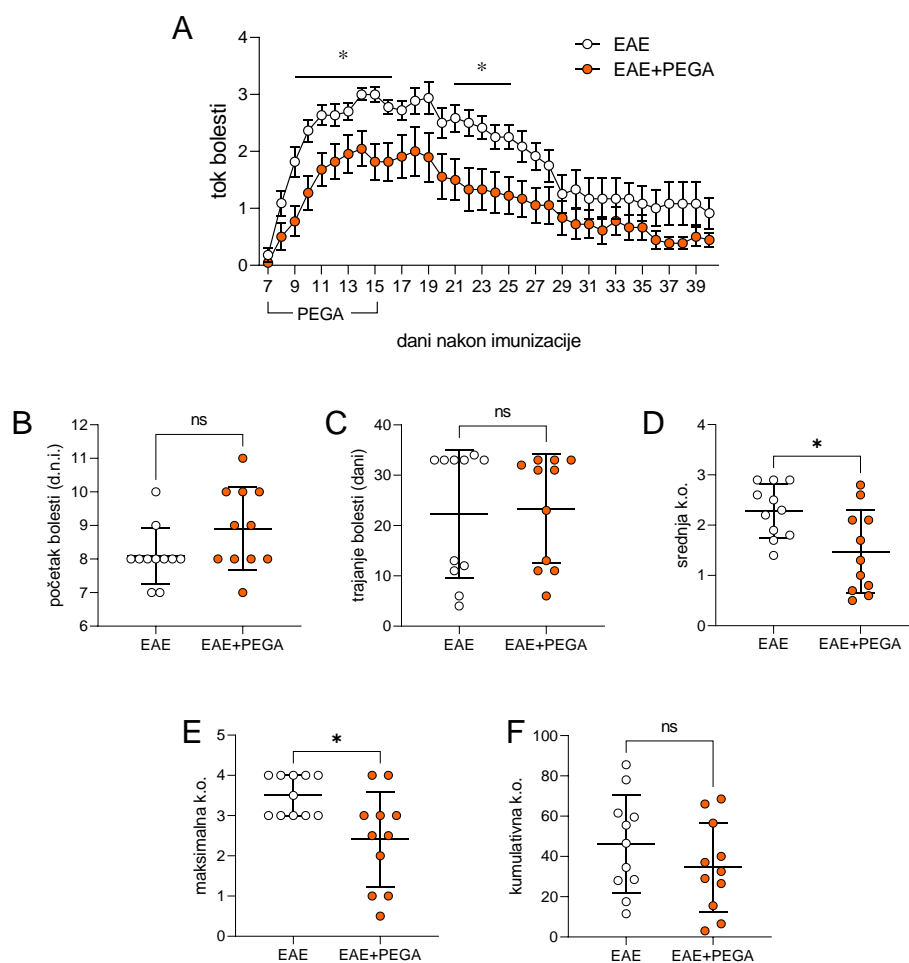 A
tok bolesti
4
3
2
1
0
*
*
EAE
EAE+PEGA
7 9 11 13 15 17 19 21 23 25 27 29 31 33 35 37 39
PEGA
dani nakon imunizacije
B
početak bolesti (d.n.i.)
12
11
10
9
8
7
6
ns
EAE EAE+PEGA
C
trajanje bolesti (dani)
40
30
20
10
0
ns
EAE EAE+PEGA
D
srednja k.o.
4
3
2
1
0
*
EAE EAE+PEGA
E
maksimalna k.o.
5
4
3
2
1
0
*
EAE EAE+PEGA
F
kumulativna k.o.
100
80
60
40
20
0
ns
EAE EAE+PEGA